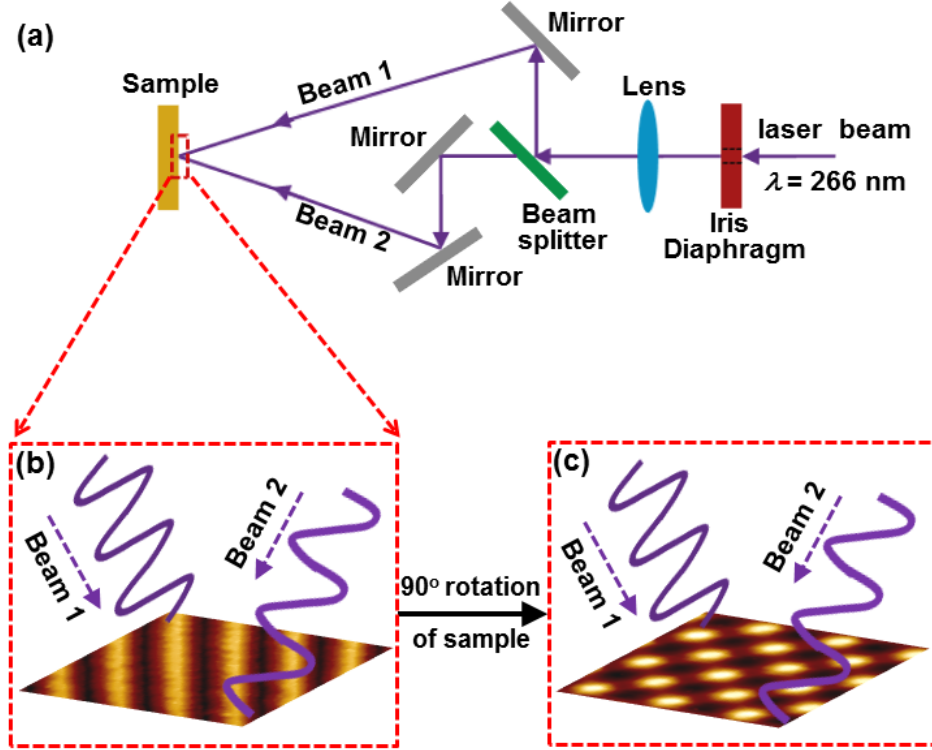 (a)
Mirror
Sample
Beam 1
Lens
Mirror
laser beam
λ = 266 nm
Beam 2
Beam
splitter
Iris
Diaphragm
Mirror
(b)
Beam 1
Beam 2
90º rotation
of sample
(c)
Beam 1
Beam 2